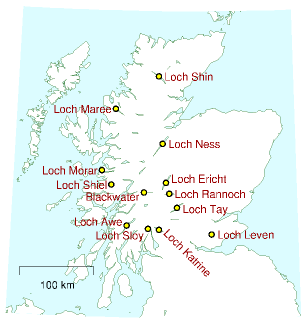 Loch Shin
Loch Maree
Loch Ness
Loch Morar
Loch Ericht
Loch Shiel
Loch Rannoch
Blackwater
Loch Tay
Loch Awe
Loch Sloy
Loch Katrine
Loch Leven
100 km